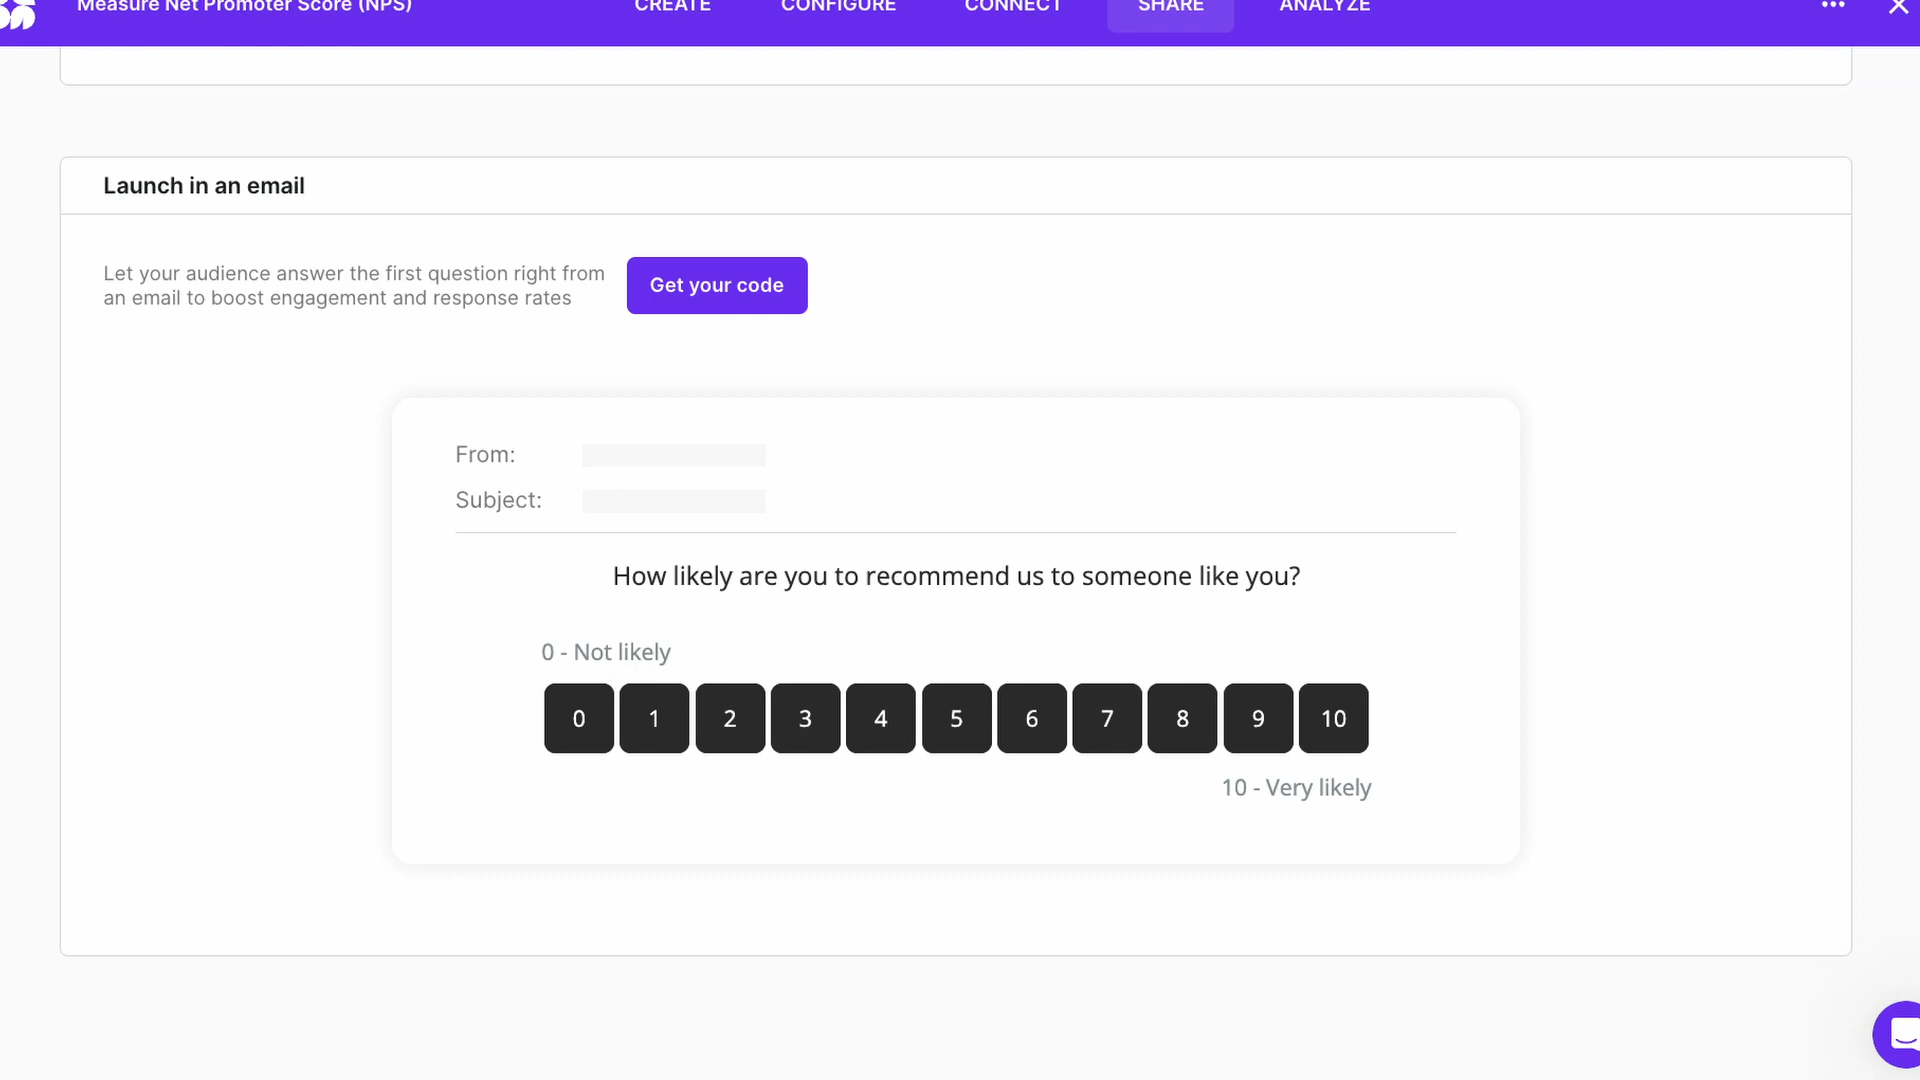 Measure Net Promoter Score (NPS) CREATE CONFIGURE CONNECT SHARE ANALYZE
Launch in an email
Let your audience answer the first question right from
an email to boost engagement and response rates
Get your code
From:
Subject:
How likely are you to recommend us to someone like you?
0 - Not likely
0 1 2 3 4 5 6 7 8 9 10
10 - Very likely